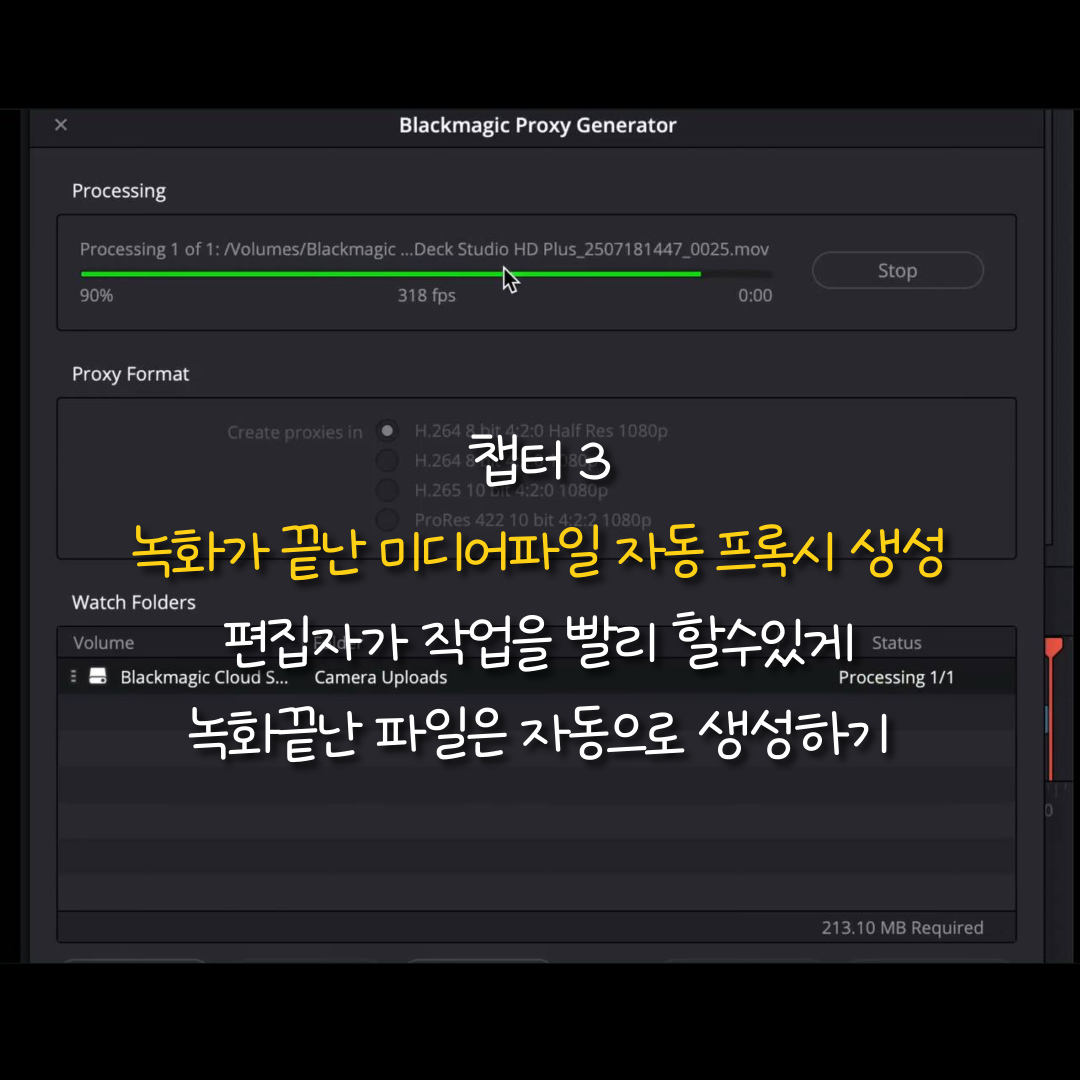 Blackmagic Proxy Generator
Processing
Processing 1 of 1: /Volumes/Blackmagic ...Deck Studio HD Plus_2507181447_0025.mov
90%
318 fps
0:00
Stop
Proxy Format
Create proxies in
H.264 8 bit 4:2:0 Half Res 1080p
챕터 3
H.264 8
H.265 10 bit 4:2:0 1080p
ProRes 422 10 bit 4:2:2 1080p
녹화가 끝난 미디어파일 자동 프록시 생성
Watch Folders
Volume
Status
편집자가 작업을 빨리 할수있게
Blackmagic Cloud S...
Camera Uploads
Processing 1/1
녹화끝난 파일은 자동으로 생성하기
213.10 MB Required